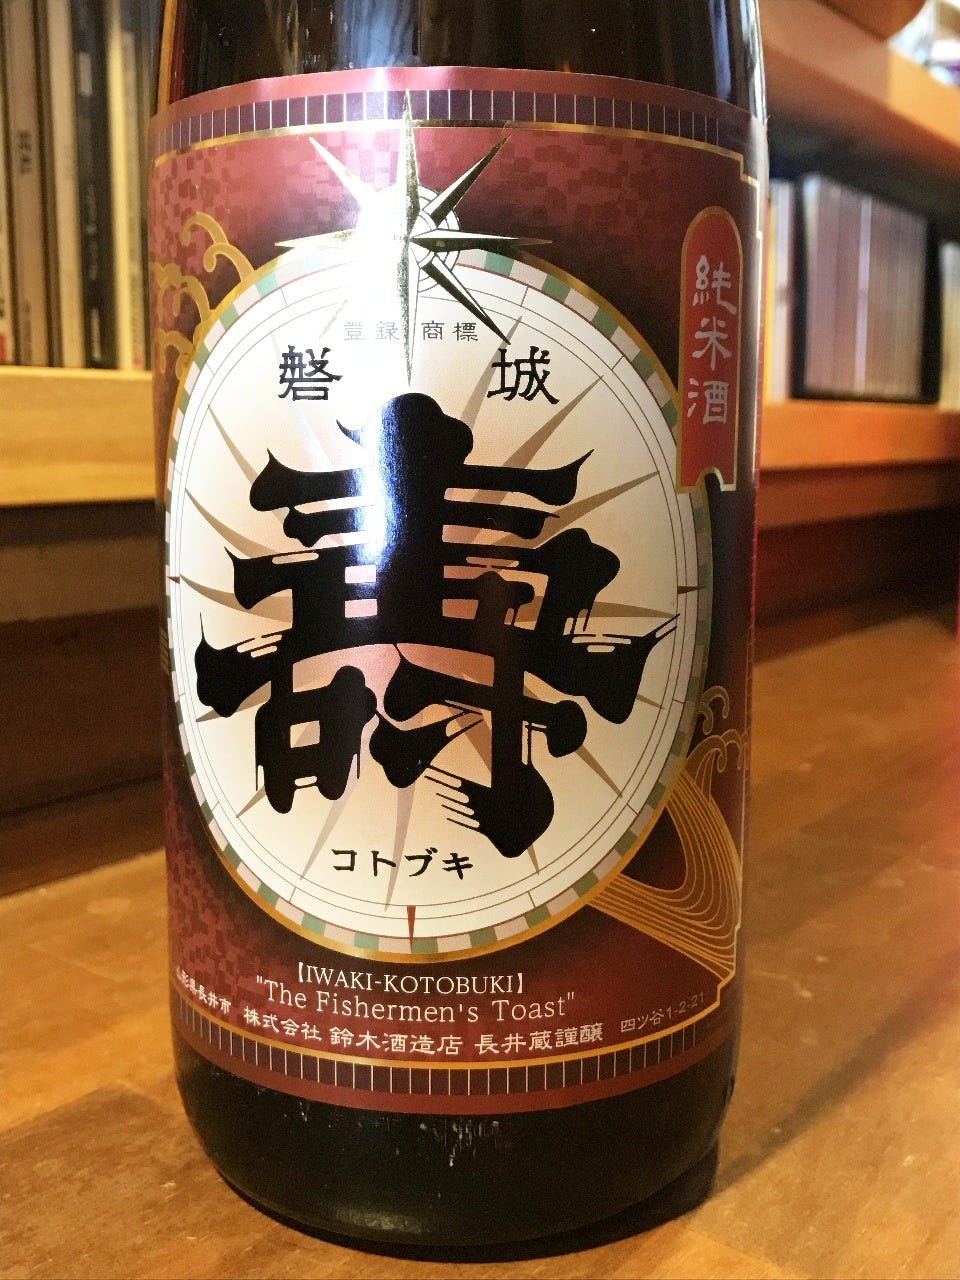 登録商標
磐城
壽
コトブキ
純米酒
【IWAKI-KOTOBUKI】
"The Fishermen's Toast"
山形県長井市 株式会社 鈴木酒造店 長井蔵謹醸 四ツ谷1-2-21